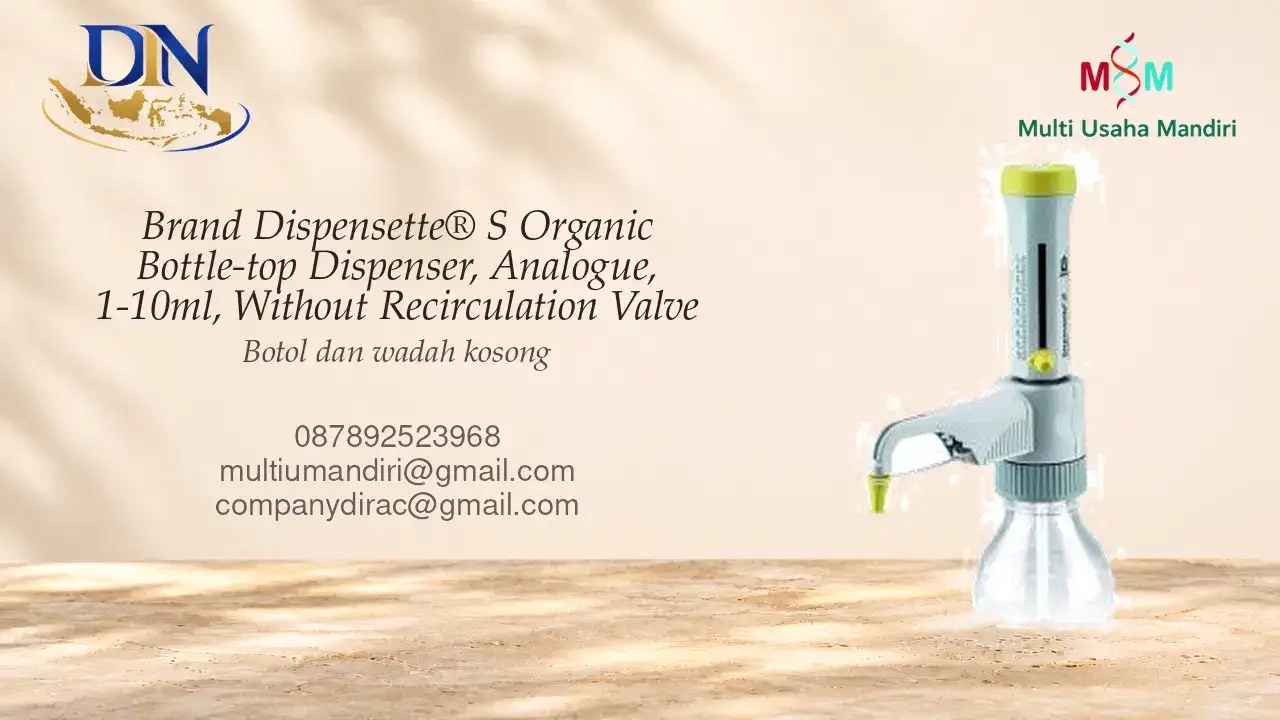 DN
M M
Multi Usaha Mandiri
Brand Dispensette® S Organic
Bottle-top Dispenser, Analogue,
1-10ml, Without Recirculation Valve
Botol dan wadah kosong
087892523968
multiumandiri@gmail.com
companydirac@gmail.com